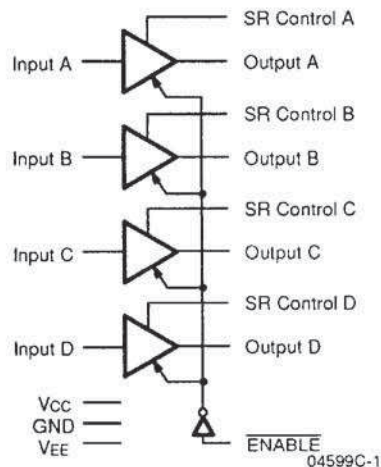 SR Control A
Input A
Output A
SR Control B
Input B
Output B
SR Control C
Input C
Output C
SR Control D
Input D
Output D
VCC
GND
VEE
ENABLE
04599C-1